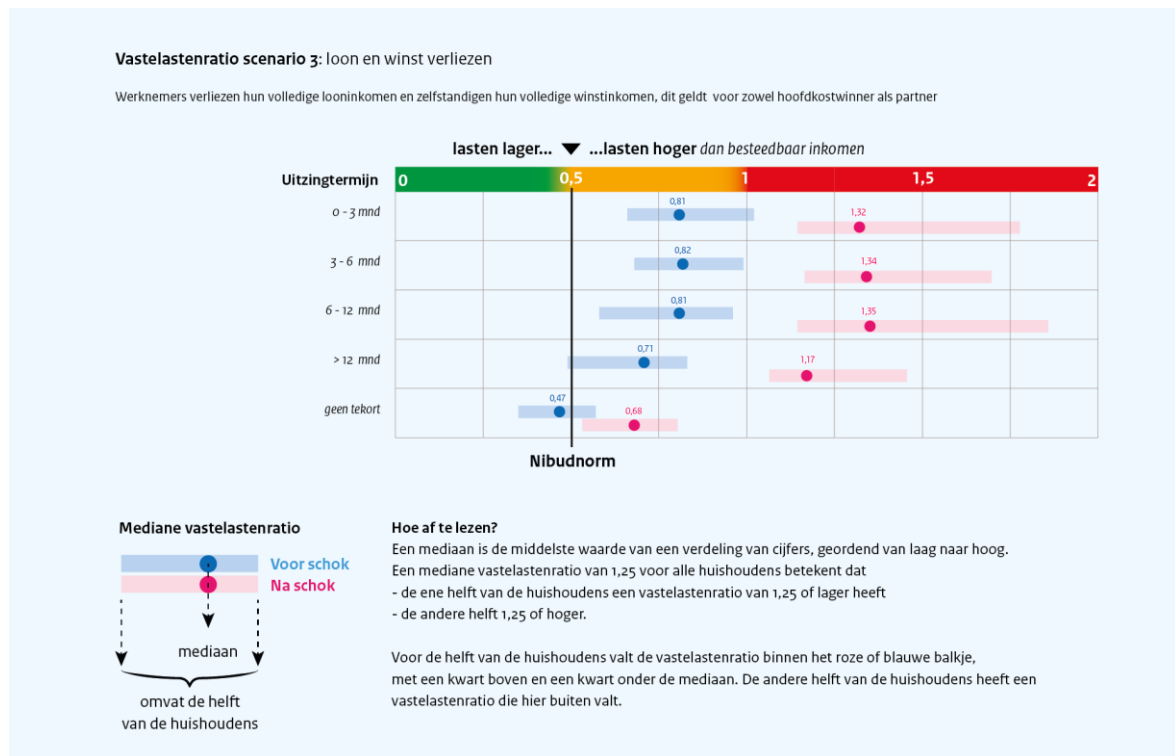 Vastelastenratio scenario 3: loon en winst verliezen
Werknemers verliezen hun volledige looninkomen en zelfstandigen hun volledige winstinkomen, dit geldt voor zowel hoofdkostwinner als partner
lasten lager... ...lasten hoger dan besteedbaar inkomen
Uitzingtermijn 0 0,5 1 1,5 2
0 - 3 mnd 0,81 1,32
3 - 6 mnd 0,82 1,34
6 - 12 mnd 0,81 1,35
> 12 mnd 0,71 1,17
geen tekort 0,47 0,68
Nibudnorm
Mediane vastelastenratio
Voor schok
Na schok
mediaan
omvat de helft
van de huishoudens
Hoe af te lezen?
Een mediaan is de middelste waarde van een verdeling van cijfers, geordend van laag naar hoog.
Een mediane vastelastenratio van 1,25 voor alle huishoudens betekent dat
- de ene helft van de huishoudens een vastelastenratio van 1,25 of lager heeft
- de andere helft 1,25 of hoger.
Voor de helft van de huishoudens valt de vastelastenratio binnen het roze of blauwe balkje,
met een kwart boven en een kwart onder de mediaan. De andere helft van de huishoudens heeft een
vastelastenratio die hier buiten valt.